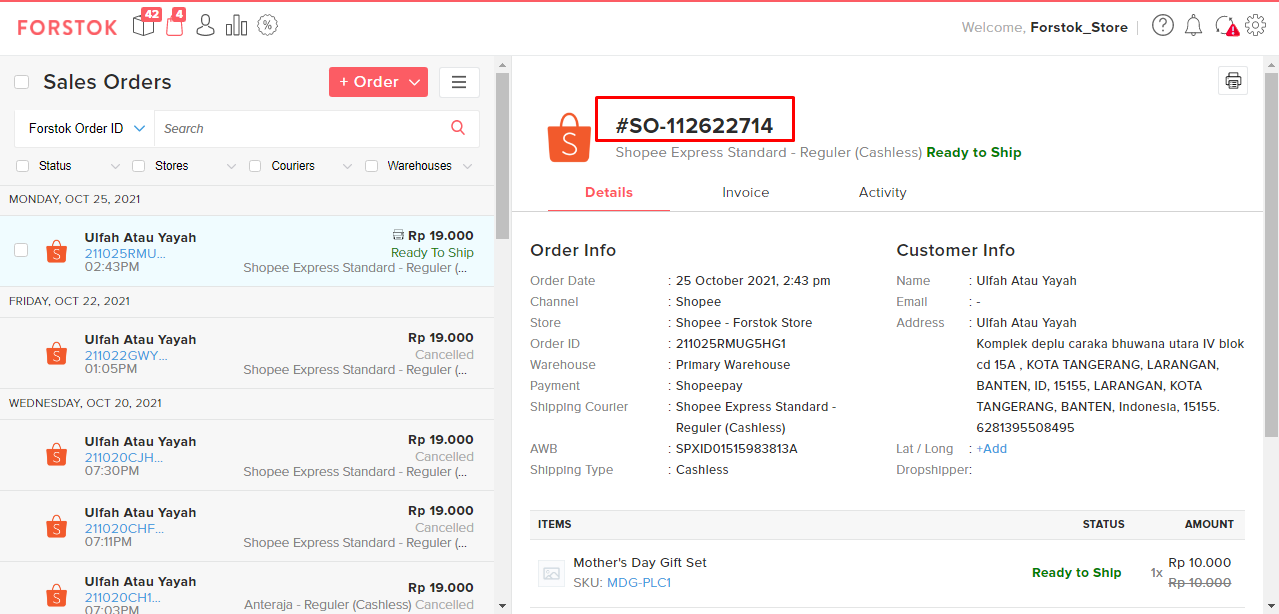 FORSTOK
42
4
Welcome, Forstok_Store
Sales Orders
+ Order
Forstok Order ID
Search
Status
Stores
Couriers
Warehouses
MONDAY, OCT 25, 2021
Ulfah Atau Yayah
Rp 19.000
211025RMU...
Ready To Ship
02:43PM
Shopee Express Standard - Reguler (...
FRIDAY, OCT 22, 2021
Ulfah Atau Yayah
Rp 19.000
211022GWY...
Cancelled
01:05PM
Shopee Express Standard - Reguler (...
WEDNESDAY, OCT 20, 2021
Ulfah Atau Yayah
Rp 19.000
211020CJH...
Cancelled
07:30PM
Shopee Express Standard - Reguler (...
Ulfah Atau Yayah
Rp 19.000
211020CHF...
Cancelled
07:11PM
Shopee Express Standard - Reguler (...
Ulfah Atau Yayah
Rp 19.000
211020CH1...
Anteraja - Reguler (Cashless) Cancelled
07:03PM
#SO-112622714
Shopee Express Standard - Reguler (Cashless) Ready to Ship
Details
Invoice
Activity
Order Info
Order Date : 25 October 2021, 2:43 pm
Channel : Shopee
Store : Shopee - Forstok Store
Order ID : 211025RMUG5HG1
Warehouse : Primary Warehouse
Payment : Shopeepay
Shipping Courier : Shopee Express Standard -
Reguler (Cashless)
AWB : SPXID01515983813A
Shipping Type : Cashless
Customer Info
Name : Ulfah Atau Yayah
Email : -
Address : Ulfah Atau Yayah
Komplek deplu caraka bhuwana utara IV blok
cd 15A , KOTA TANGERANG, LARANGAN,
BANTEN, ID, 15155, LARANGAN, KOTA
TANGERANG, BANTEN, Indonesia, 15155.
6281395508495
Lat / Long : +Add
Dropshipper:
ITEMS STATUS AMOUNT
Mother's Day Gift Set
SKU: MDG-PLC1
Ready to Ship
1x
Rp 10.000
Rp 10.000